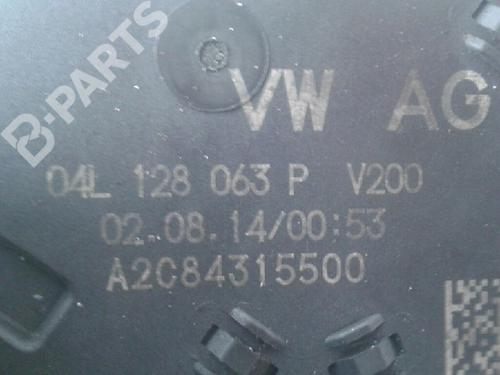 B-PARTS
VW AG
04L 128 063 P V200
02.08.14/00:53
A2C84315500